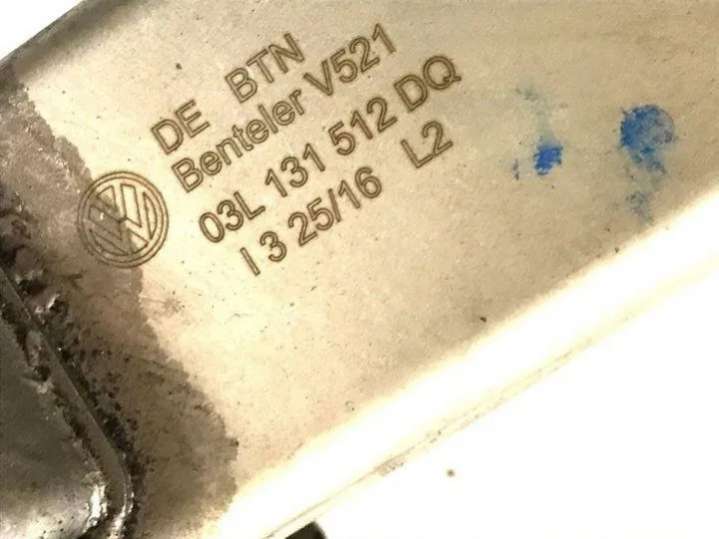 DE BTN
Benteler V521
03L 131 512 DQ
I 3 25/16 L2